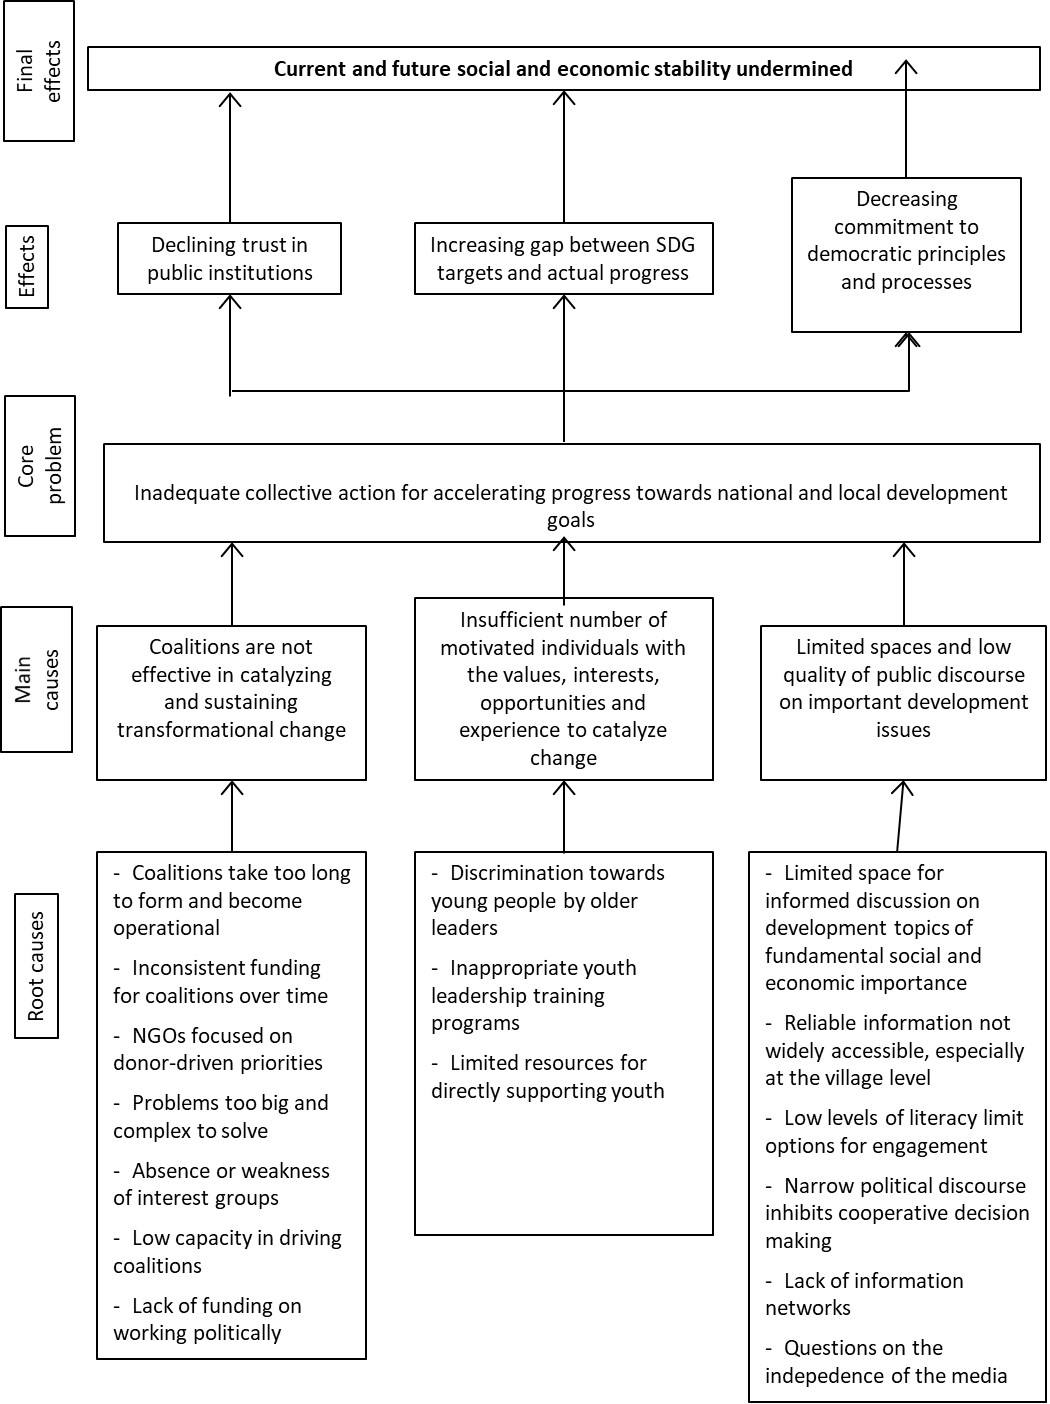 Final
effects
Current and future social and economic stability undermined
Effects
Declining trust in
public institutions
Increasing gap between SDG
targets and actual progress
Decreasing
commitment to
democratic principles
and processes
Core
problem
Inadequate collective action for accelerating progress towards national and local development
goals
Main
causes
Coalitions are not
effective in catalyzing
and sustaining
transformational change
Insufficient number of
motivated individuals with
the values, interests,
opportunities and
experience to catalyze
change
Limited spaces and low
quality of public discourse
on important development
issues
Root causes
- Coalitions take too long
to form and become
operational
- Inconsistent funding
for coalitions over time
- NGOs focused on
donor-driven priorities
- Problems too big and
complex to solve
- Absence or weakness
of interest groups
- Low capacity in driving
coalitions
- Lack of funding on
working politically
- Discrimination towards
young people by older
leaders
- Inappropriate youth
leadership training
programs
- Limited resources for
directly supporting youth
- Limited space for
informed discussion on
development topics of
fundamental social and
economic importance
- Reliable information not
widely accessible, especially
at the village level
- Low levels of literacy limit
options for engagement
- Narrow political discourse
inhibits cooperative decision
making
- Lack of information
networks
- Questions on the
indepedence of the media